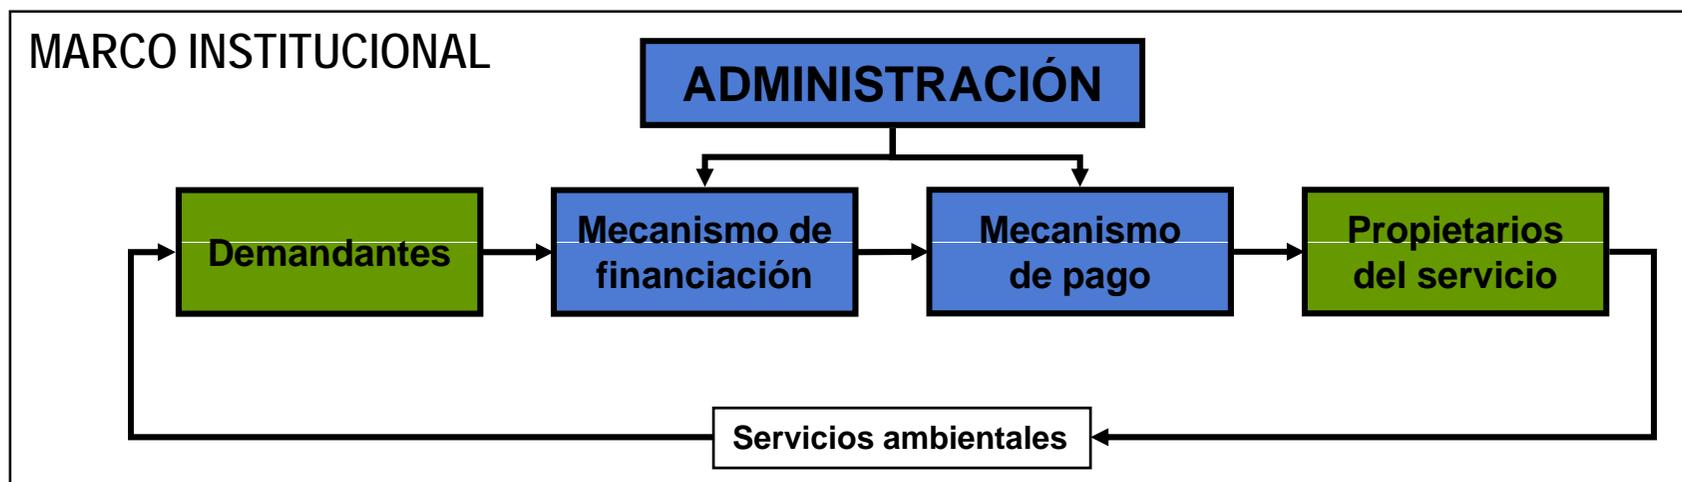 MARCO INSTITUCIONAL
ADMINISTRACIÓN
Demandantes
Mecanismo de
financiación
Mecanismo
de pago
Propietarios
del servicio
Servicios ambientales